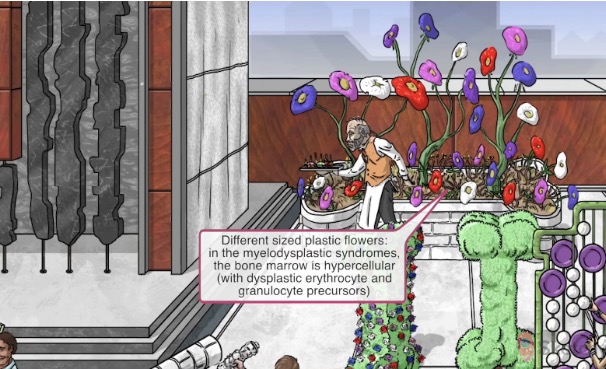 Different sized plastic flowers:
in the myelodysplastic syndromes,
the bone marrow is hypercellular
(with dysplastic erythrocyte and
granulocyte precursors)